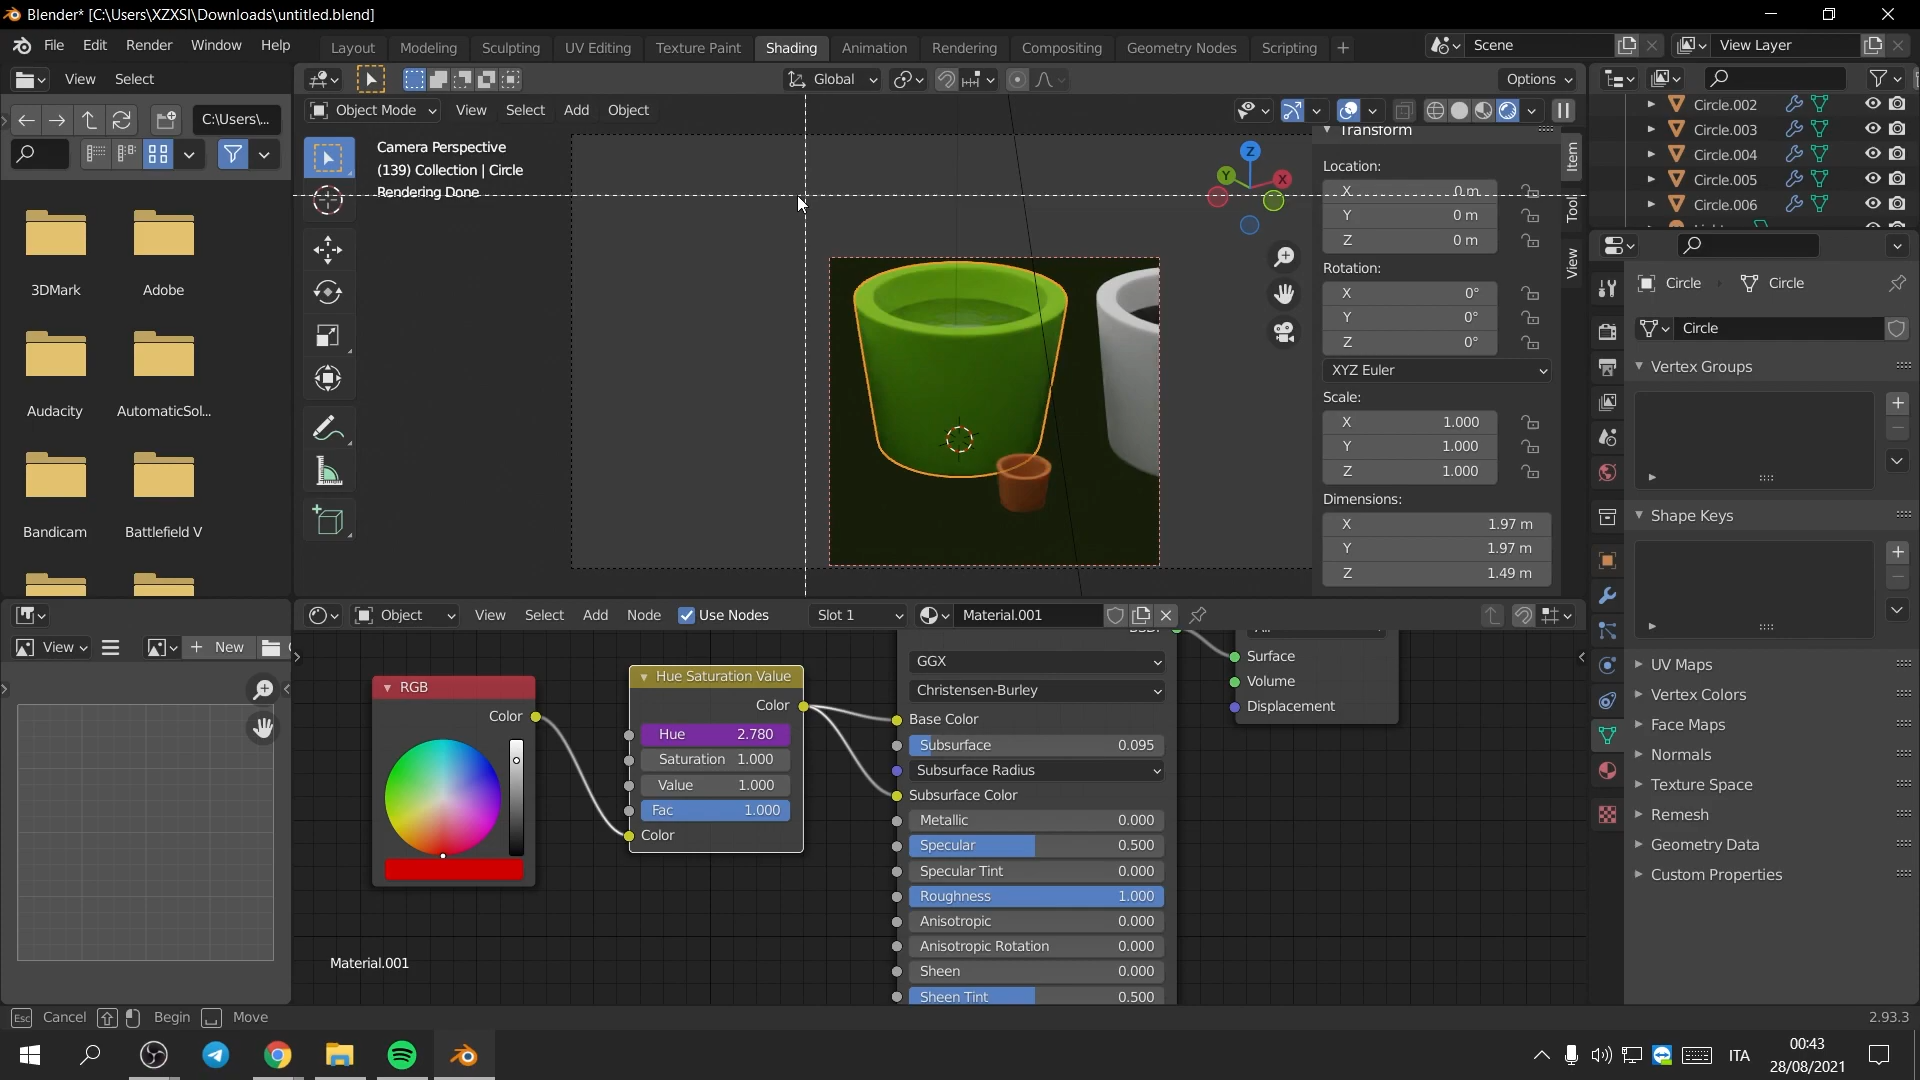 Blender* [C:\Users\XZXSI\Downloads\untitled.blend]
File Edit Render Window Help Layout Modeling Sculpting UV Editing Texture Paint Shading Animation Rendering Compositing Geometry Nodes Scripting + Scene View Layer
View Select Global Options
C:\Users\... Object Mode View Select Add Object
Camera Perspective
(139) Collection | Circle
Rendering Done
Z
Y
X
Transform
Location:
X 0 m
Y 0 m
Z 0 m
Rotation:
X 0°
Y 0°
Z 0°
XYZ Euler
Scale:
X 1.000
Y 1.000
Z 1.000
Dimensions:
X 1.97 m
Y 1.97 m
Z 1.49 m
Item
Tool
View
Circle.002
Circle.003
Circle.004
Circle.005
Circle.006
Circle Circle
Circle
Vertex Groups
Shape Keys
UV Maps
Vertex Colors
Face Maps
Normals
Texture Space
Remesh
Geometry Data
Custom Properties
3DMark Adobe
Audacity AutomaticSol...
Bandicam Battlefield V
View New
Object View Select Add Node Use Nodes Slot 1 Material.001
RGB
Color
Hue Saturation Value
Color
Hue 2.780
Saturation 1.000
Value 1.000
Fac 1.000
Color
GGX
Christensen-Burley
Base Color
Subsurface 0.095
Subsurface Radius
Subsurface Color
Metallic 0.000
Specular 0.500
Specular Tint 0.000
Roughness 1.000
Anisotropic 0.000
Anisotropic Rotation 0.000
Sheen 0.000
Sheen Tint 0.500
Surface
Volume
Displacement
Material.001
Esc Cancel Begin Move 2.93.3
ITA
00:43
28/08/2021